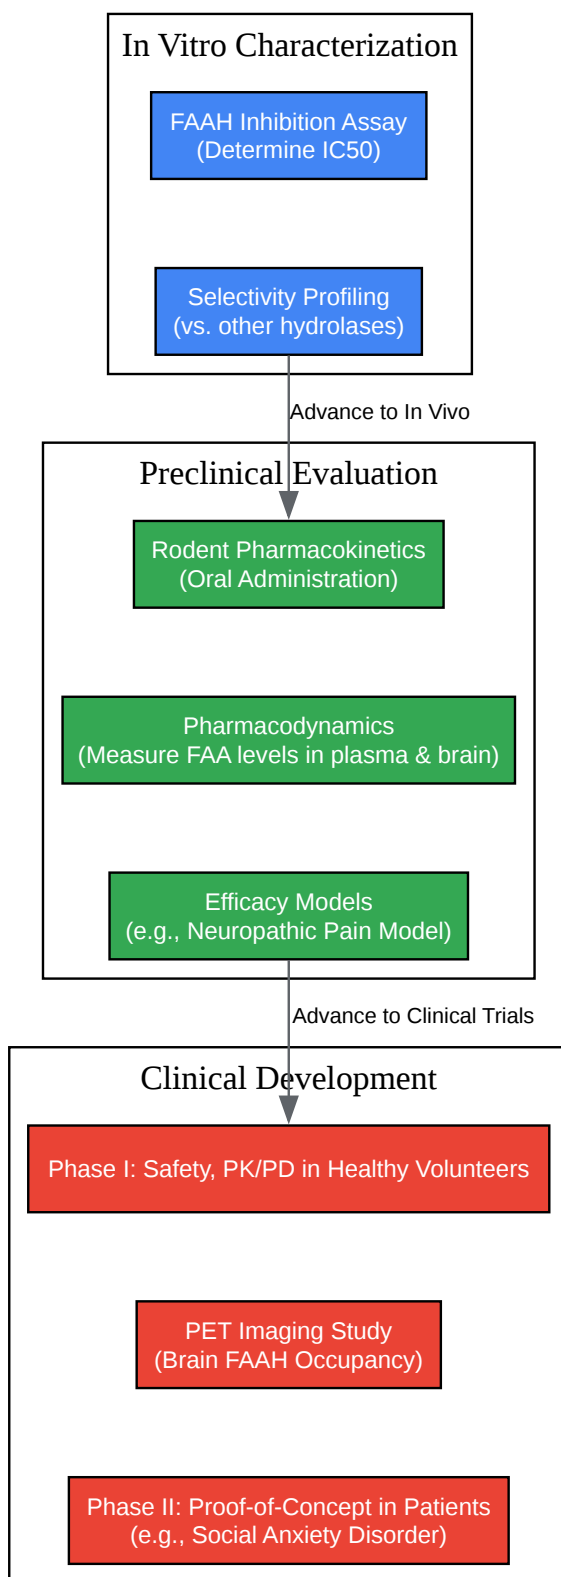 In Vitro Characterization
FAAH Inhibition Assay
(Determine IC50)
Selectivity Profiling
(vs. other hydrolases)
Advance to In Vivo
Preclinical Evaluation
Rodent Pharmacokinetics
(Oral Administration)
Pharmacodynamics
(Measure FAA levels in plasma & brain)
Efficacy Models
(e.g., Neuropathic Pain Model)
Advance to Clinical Trials
Clinical Development
Phase I: Safety, PK/PD in Healthy Volunteers
PET Imaging Study
(Brain FAAH Occupancy)
Phase II: Proof-of-Concept in Patients
(e.g., Social Anxiety Disorder)